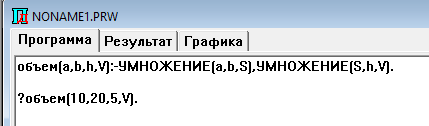 NONAME1.PRW
Программа Результат Графика
объем(a,b,h,V):-УМНОЖЕНИЕ(a,b,S),УМНОЖЕНИЕ(S,h,V).
?объем(10,20,5,V).